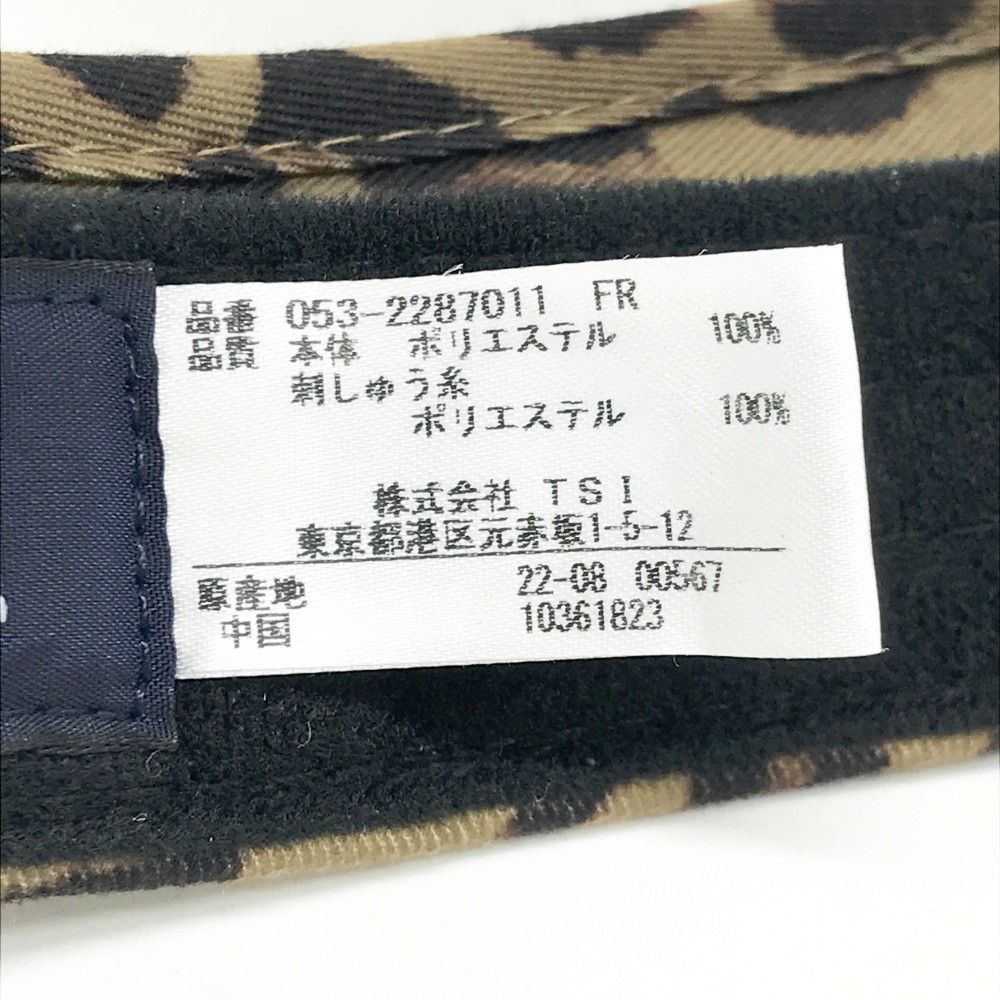 品番 053-2287011 FR
品質 本体 ポリエステル 100%
刺しゅう糸
ポリエステル 100%
株式会社 TSI
東京都港区元赤坂1-5-12
原産地 22-08 00567
中国 10361823